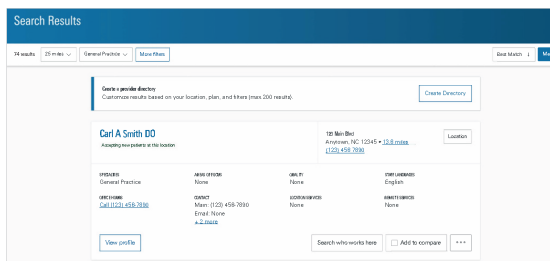 Search Results
74 results 25 miles General Practice More filters Best Match
Create a provider directory
Customize results based on your location, plan, and filters (max 200 results).
Create Directory
Carl A Smith DO
Accepting new patients at this location
123 Main Blvd
Anytown, NC 12345 • 13.8 miles
(123) 456-7890
Location
SPECIALTIES
General Practice
AREAS OF FOCUS
None
QUALITY
None
OTHER LANGUAGES
English
OFFICE HOURS
Call (123) 456-7890
CONTACT
Main: (123) 456-7890
Email: None
+ 2 more
LOCATION SERVICES
None
REMOTE SERVICES
None
View profile Search who works here Add to compare